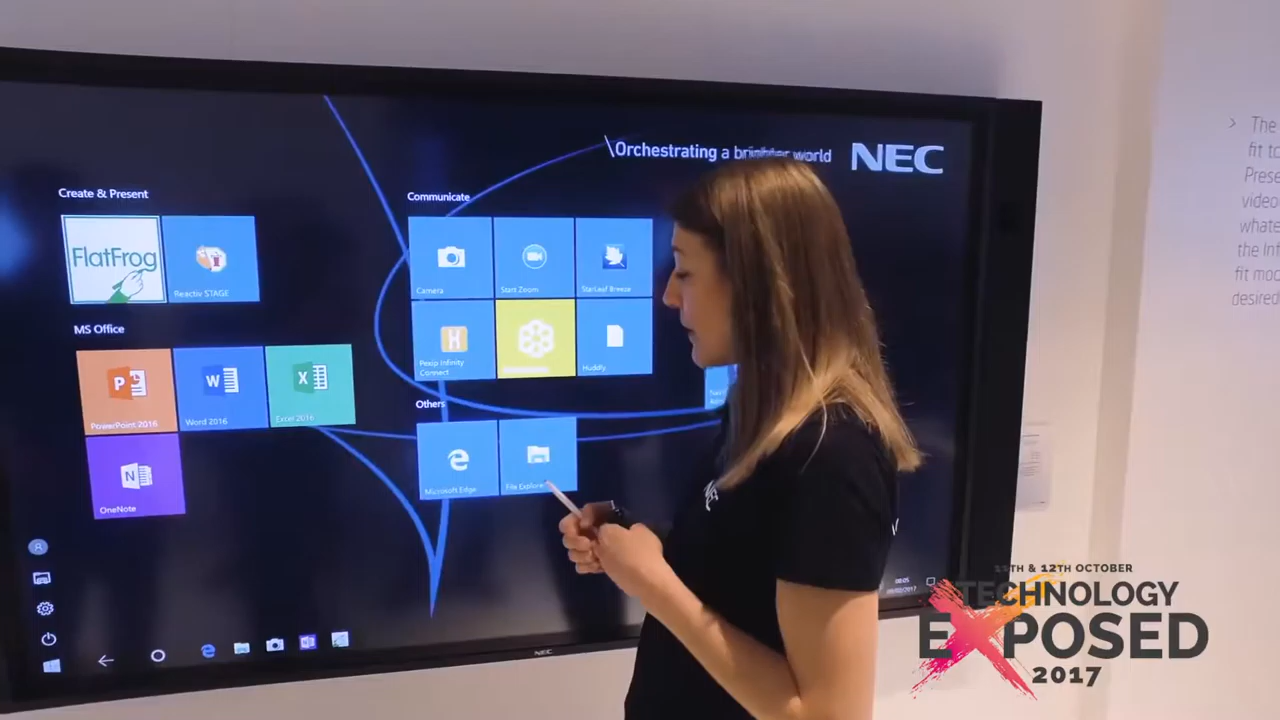 \Orchestrating a brighter world
NEC
Create & Present
FlatFrog
Reactiv STAGE
MS Office
PowerPoint 2016
Word 2016
Excel 2016
OneNote
Communicate
Camera
Start Zoom
StarLeaf Breeze
Pexip Infinity
Connect
Huddly
Others
Microsoft Edge
File Explorer
NEC
> The
fit to
Prese
video
whate
the Inf
fit mod
desired
11TH & 12TH OCTOBER
TECHNOLOGY
EXPOSED
2017